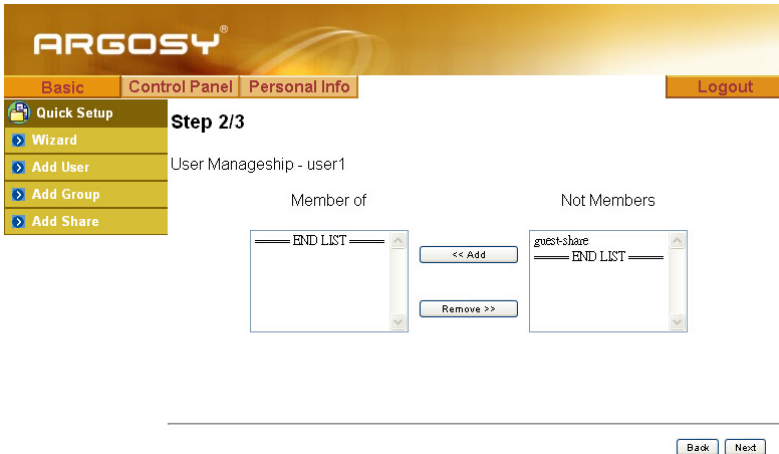 ARGOSY®
Basic
Control Panel
Personal Info
Logout
Quick Setup
Wizard
Add User
Add Group
Add Share
Step 2/3
User Manageship - user1
Member of
Not Members
===== END LIST =====
<< Add
Remove >>
guest-share
===== END LIST =====
Back
Next